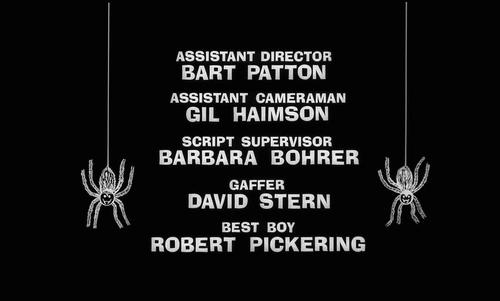 ASSISTANT DIRECTOR
BART PATTON
ASSISTANT CAMERAMAN
GIL HAIMSON
SCRIPT SUPERVISOR
BARBARA BOHRER
GAFFER
DAVID STERN
BEST BOY
ROBERT PICKERING